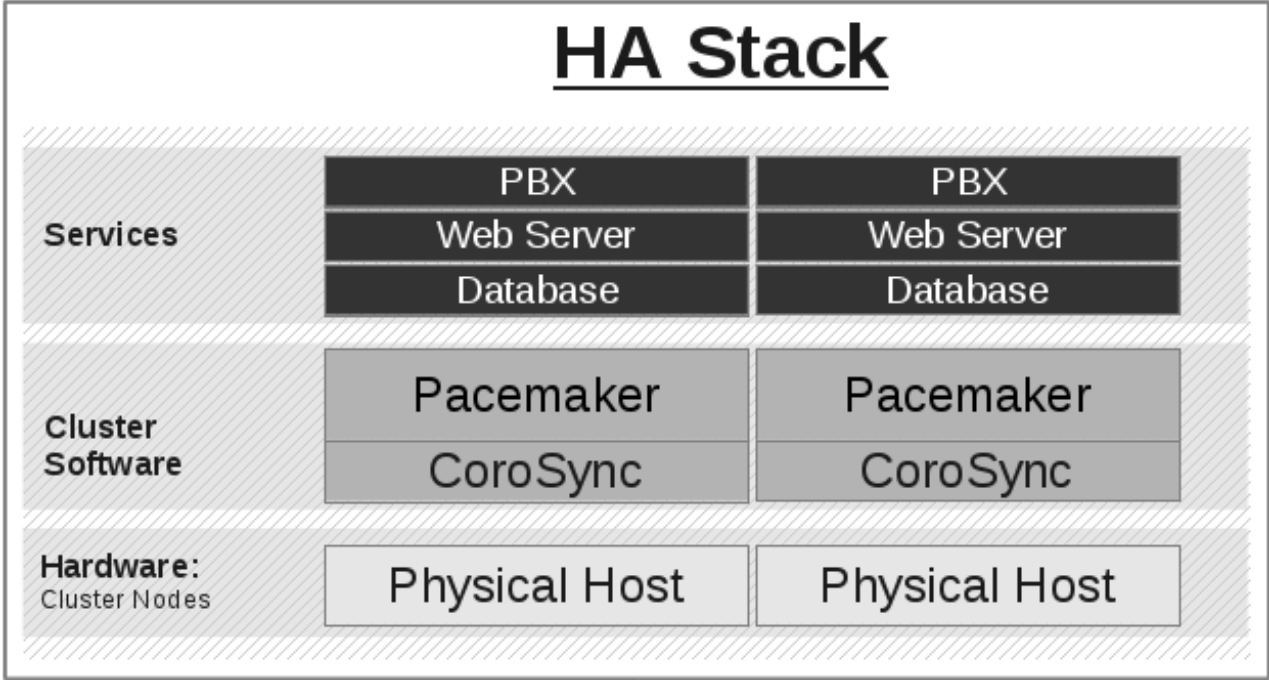 HA Stack
Services
PBX
PBX
Web Server
Web Server
Database
Database
Cluster
Software
Pacemaker
Pacemaker
CoroSync
CoroSync
Hardware:
Cluster Nodes
Physical Host
Physical Host